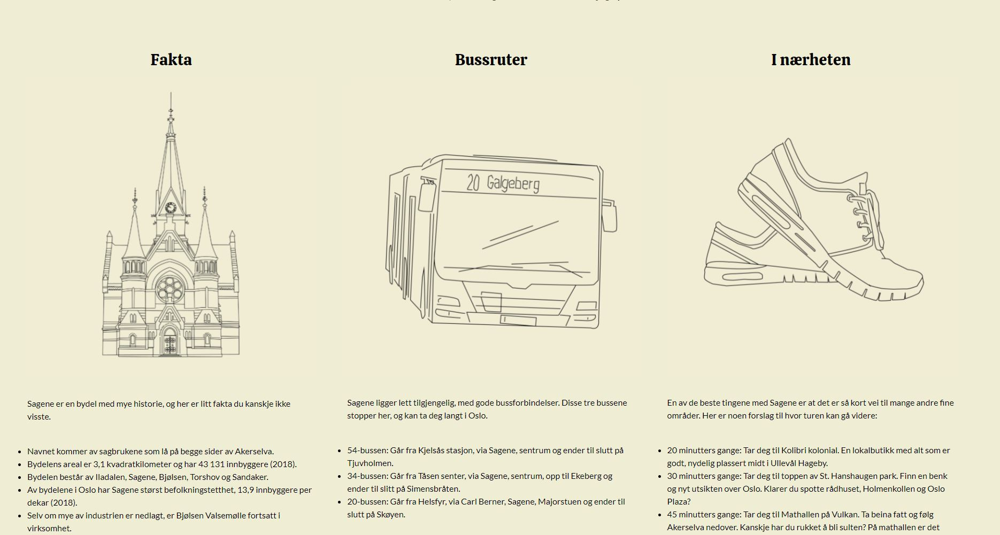 Fakta
20 Galgeberg
Sagene er en bydel med mye historie, og her er litt fakta du kanskje ikke
visste.
Navnet kommer av sagbrukene som lå på begge sider av Akerselva.
Bydelens areal er 3,1 kvadratkilometer og har 43 131 innbyggere (2018).
Bydelen består av Iladalen, Sagene, Bjølsen, Torshov og Sandaker.
Av bydelene i Oslo har Sagene størst befolkningstetthet, 13,9 innbyggere per
dekar (2018).
Selv om mye av industrien er nedlagt, er Bjølsen Valsemølle fortsatt i
virksomhet.
Bussruter
Sagene ligger lett tilgjengelig, med gode bussforbindelser. Disse tre bussene
stopper her, og kan ta deg langt i Oslo.
54-bussen: Går fra Kjelsås stasjon, via Sagene, sentrum og ender til slutt på
Tjuvholmen.
34-bussen: Går fra Tåsen senter, via Sagene, sentrum, opp til Ekeberg og
ender til slitt på Simensbråten.
20-bussen: Går fra Helsfyr, via Carl Berner, Sagene, Majorstuen og ender til
slutt på Skøyen.
I nærheten
En av de beste tingene med Sagene er at det er så kort vei til mange andre fine
områder. Her er noen forslag til hvor turen kan gå videre:
20 minutters gange: Tar deg til Kolibri kolonial. En lokalbutikk med alt som er
godt, nydelig plassert midt i Ullevål Hageby.
30 minutters gange: Tar deg til toppen av St. Hanshaugen park. Finn en benk
og nyt utsikten over Oslo. Klarer du spotte rådhuset, Holmenkollen og Oslo
Plaza?
45 minutters gange: Tar deg til Mathallen på Vulkan. Ta beina fatt og følg
Akerselva nedover. Kanskje har du rukket å bli sulten? På mathallen er det